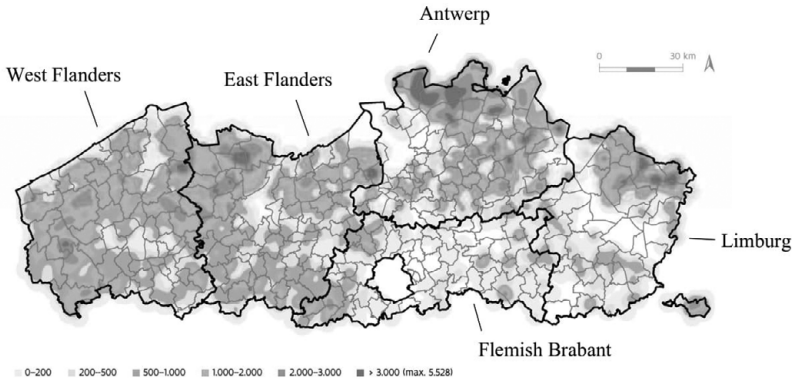 Antwerp
0 30 km
West Flanders
East Flanders
Limburg
Flemish Brabant
0–200 200–500 500–1.000 1.000–2.000 2.000–3.000 > 3.000 (max. 5.528)